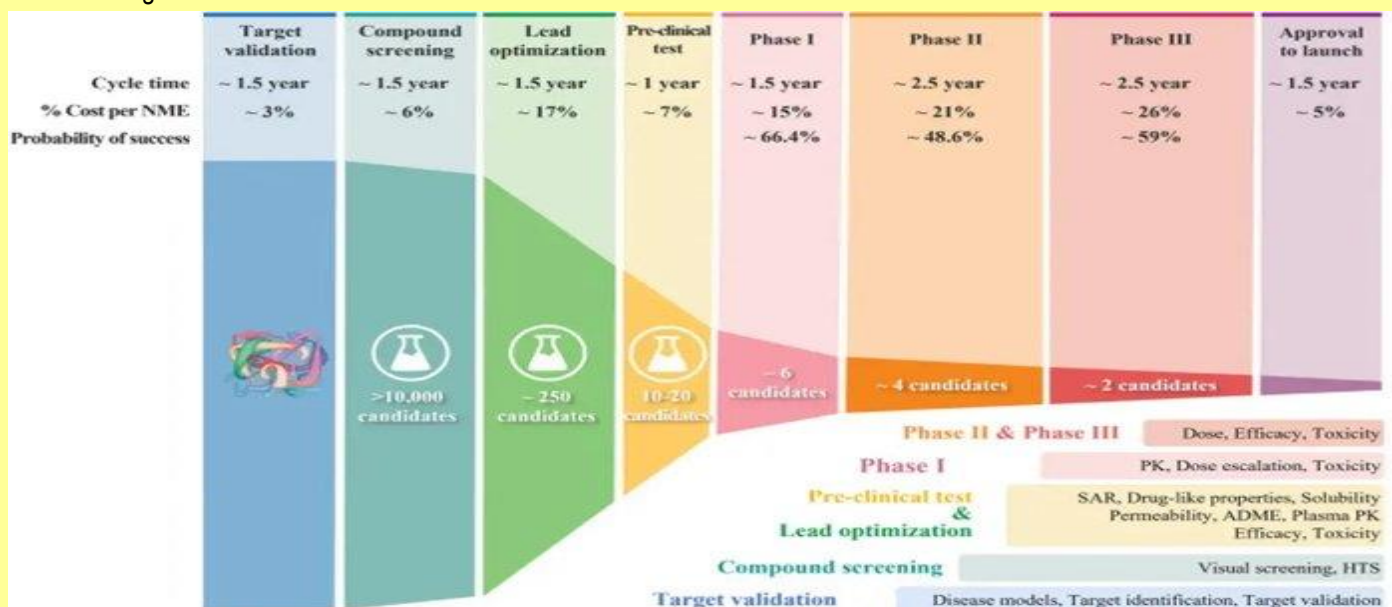 Target validation
Compound screening
Lead optimization
Pre-clinical test
Phase I
Phase II
Phase III
Approval to launch
Cycle time ~ 1.5 year ~ 1.5 year ~ 1.5 year ~ 1 year ~ 1.5 year ~ 2.5 year ~ 2.5 year ~ 1.5 year
% Cost per NME ~ 3% ~ 6% ~ 17% ~ 7% ~ 15% ~ 21% ~ 26% ~ 5%
Probability of success ~ 66.4% ~ 48.6% ~ 59%
>10,000 candidates
~ 250 candidates
10-20 candidates
~ 6 candidates
~ 4 candidates
~ 2 candidates
Phase II & Phase III Dose, Efficacy, Toxicity
Phase I PK, Dose escalation, Toxicity
Pre-clinical test
&
Lead optimization
SAR, Drug-like properties, Solubility
Permeability, ADME, Plasma PK
Efficacy, Toxicity
Compound screening Visual screening, HTS
Target validation Disease models, Target identification, Target validation